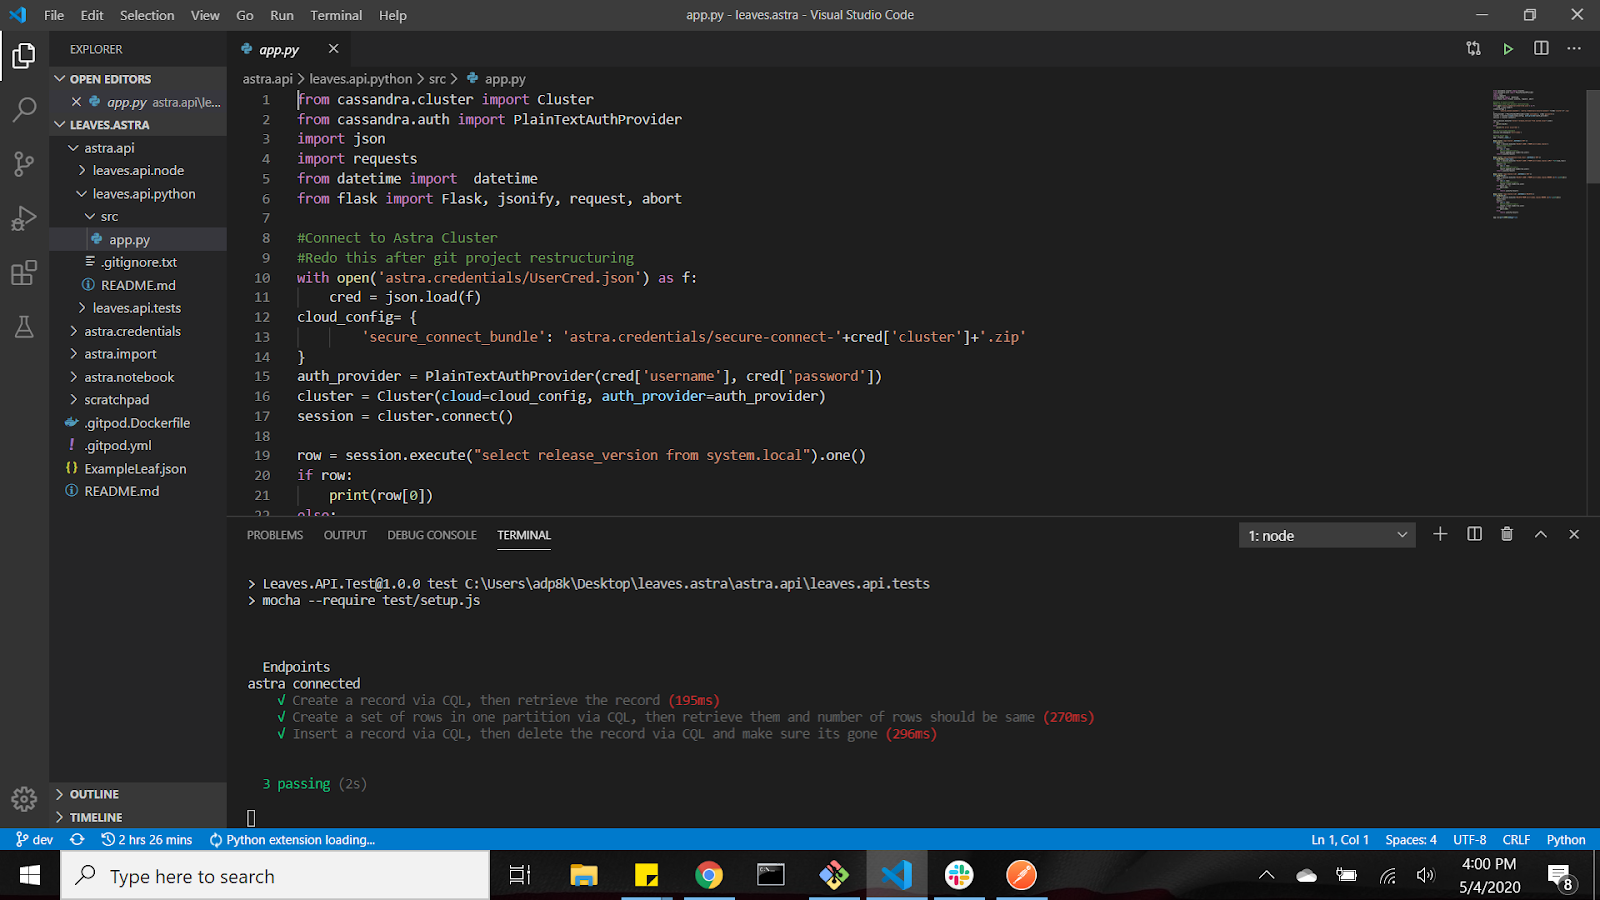 File Edit Selection View Go Run Terminal Help
app.py - leaves.astra - Visual Studio Code
EXPLORER
OPEN EDITORS
app.py astra.api\le...
LEAVES.ASTRA
astra.api
leaves.api.node
leaves.api.python
src
app.py
.gitignore.txt
README.md
leaves.api.tests
astra.credentials
astra.import
astra.notebook
scratchpad
.gitpod.Dockerfile
.gitpod.yml
ExampleLeaf.json
README.md
OUTLINE
TIMELINE
app.py
astra.api > leaves.api.python > src > app.py
1 from cassandra.cluster import Cluster
2 from cassandra.auth import PlainTextAuthProvider
3 import json
4 import requests
5 from datetime import  datetime
6 from flask import Flask, jsonify, request, abort
7
8 #Connect to Astra Cluster
9 #Redo this after git project restructuring
10 with open('astra.credentials/UserCred.json') as f:
11     cred = json.load(f)
12 cloud_config= {
13         'secure_connect_bundle': 'astra.credentials/secure-connect-'+cred['cluster']+'.zip'
14 }
15 auth_provider = PlainTextAuthProvider(cred['username'], cred['password'])
16 cluster = Cluster(cloud=cloud_config, auth_provider=auth_provider)
17 session = cluster.connect()
18
19 row = session.execute("select release_version from system.local").one()
20 if row:
21     print(row[0])
22 else:
PROBLEMS OUTPUT DEBUG CONSOLE TERMINAL
1: node
> Leaves.API.Test@1.0.0 test C:\Users\adp8k\Desktop\leaves.astra\astra.api\leaves.api.tests
> mocha --require test/setup.js
Endpoints
astra connected
√ Create a record via CQL, then retrieve the record (195ms)
√ Create a set of rows in one partition via CQL, then retrieve them and number of rows should be same (270ms)
√ Insert a record via CQL, then delete the record via CQL and make sure its gone (296ms)
3 passing (2s)
dev 2 hrs 26 mins Python extension loading...
Ln 1, Col 1 Spaces: 4 UTF-8 CRLF Python
Type here to search
4:00 PM
5/4/2020
8